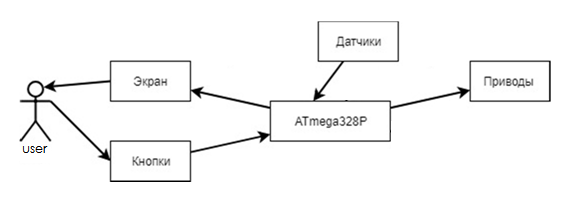 Датчики
Экран
Приводы
ATmega328P
user
Кнопки